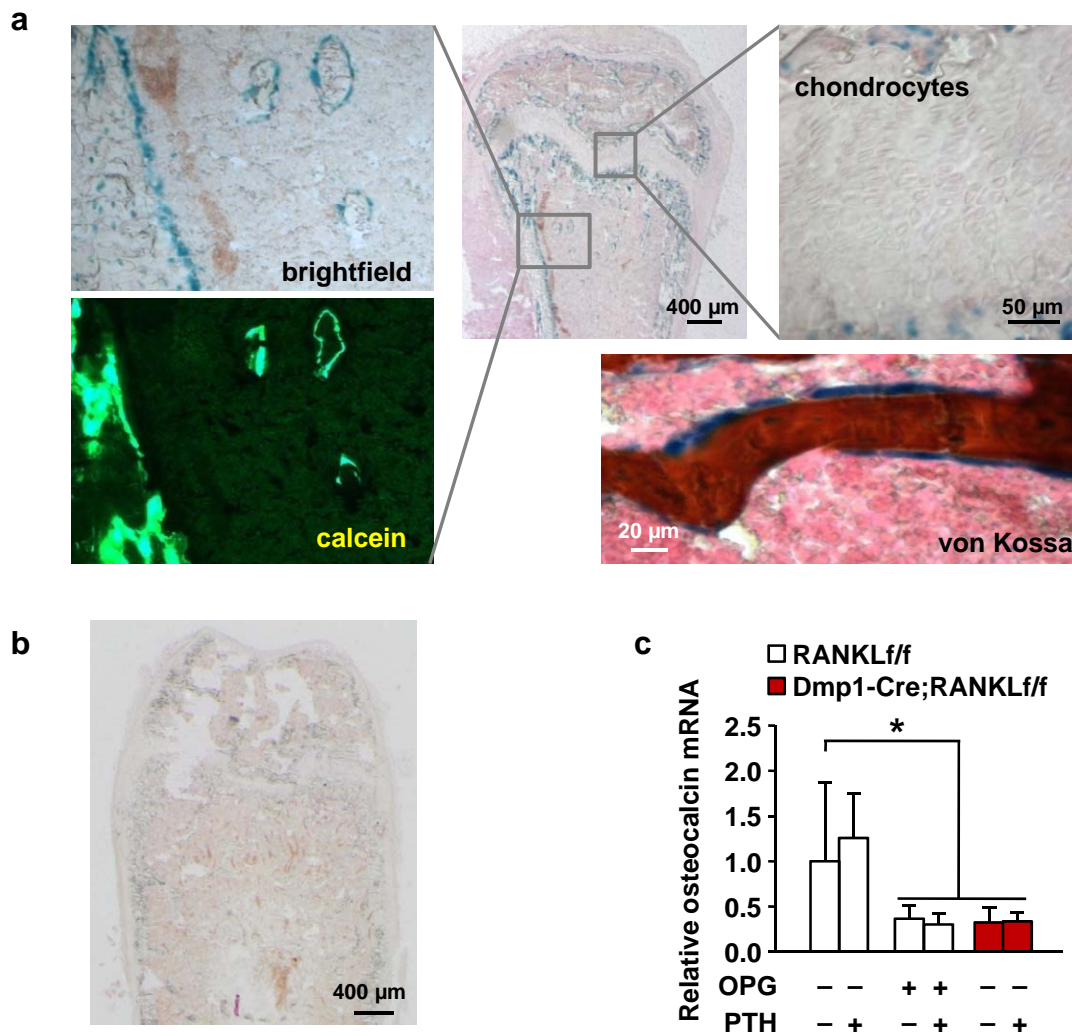 a
chondrocytes
brightfield
400 µm
50 µm
calcein
20 µm
von Kossa
b
400 µm
c
RANKLf/f
Dmp1-Cre;RANKLf/f
Relative osteocalcin mRNA
2.5
*
2.0
1.5
1.0
0.5
0.0
OPG − − + + − −
PTH − + − + − +